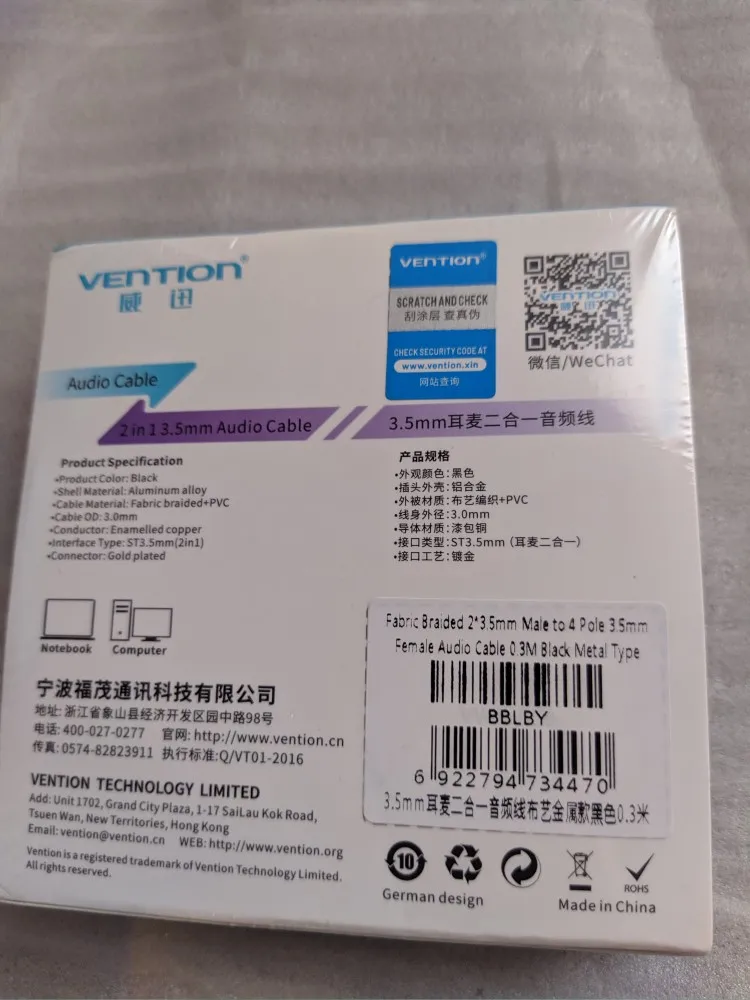 VENTION®
威迅
VENTION®
SCRATCH AND CHECK
刮涂层 查真伪
CHECK SECURITY CODE AT
www.vention.xin
网站查询
VENTION
威迅
微信/WeChat
Audio Cable
2 in 1 3.5mm Audio Cable
3.5mm耳麦二合一音频线
Product Specification
•Product Color: Black
•Shell Material: Aluminum alloy
•Cable Material: Fabric braided+PVC
•Cable OD: 3.0mm
•Conductor: Enamelled copper
•Interface Type: ST3.5mm(2in1)
•Connector: Gold plated
产品规格
•外观颜色:黑色
•插头外壳:铝合金
•外被材质:布艺编织+PVC
•线身外径:3.0mm
•导体材质:漆包铜
•接口类型:ST3.5mm (耳麦二合一)
•接口工艺:镀金
Notebook
Computer
宁波福茂通讯科技有限公司
地址: 浙江省象山县经济开发区园中路98号
电话: 400-027-0277 官网: http://www.vention.cn
传真: 0574-82823911 执行标准:Q/VT01-2016
VENTION TECHNOLOGY LIMITED
Add: Unit 1702, Grand City Plaza, 1-17 SaiLau Kok Road,
Tsuen Wan, New Territories, Hong Kong
Email: vention@vention.cn WEB: http://www.vention.org
Vention is a registered trademark of Vention Technology Limited.
All rights reserved.
Fabric Braided 2*3.5mm Male to 4 Pole 3.5mm
Female Audio Cable 0.3M Black Metal Type
BBLBY
6 922794 734470
3.5mm耳麦二合一音频线布艺金属款黑色0.3米
10
German design
ROHS
Made in China